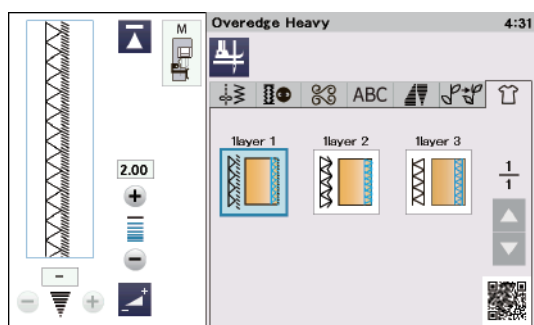 M
2.00
-
Overedge Heavy 4:31
ABC
1layer 1 1layer 2 1layer 3
1
1